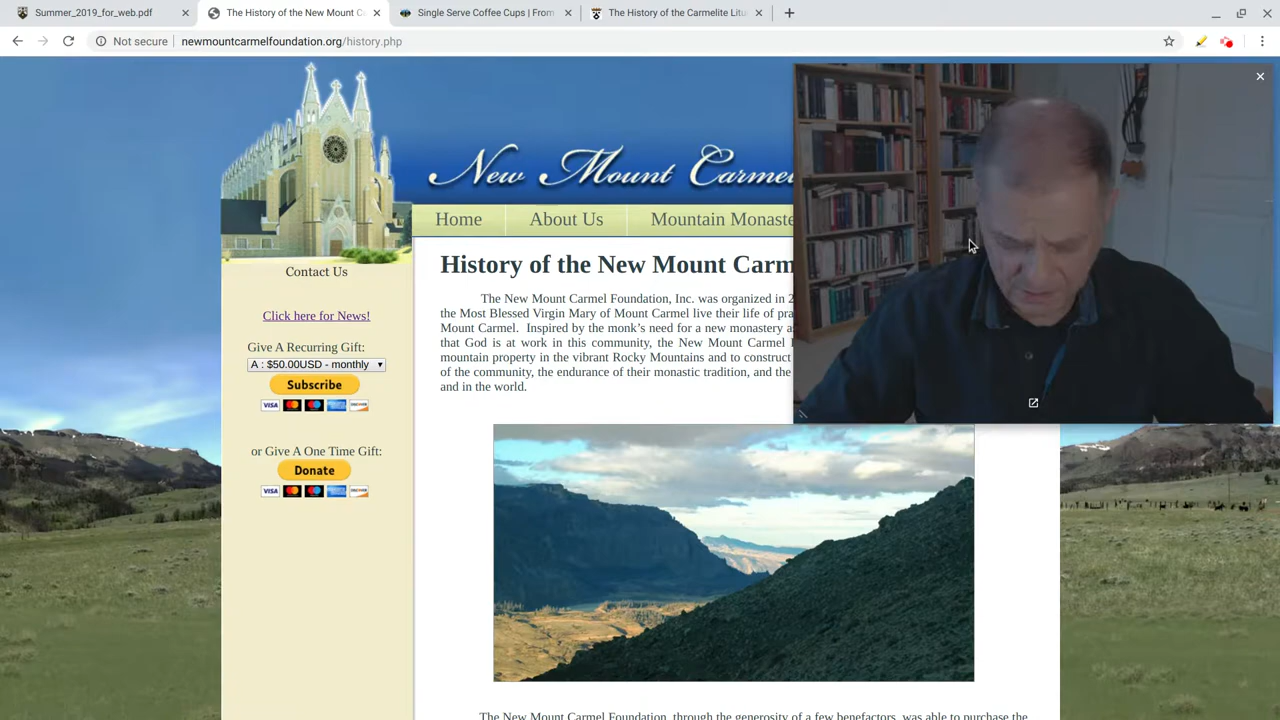 Summer_2019_for_web.pdf
The History of the New Mount C
Single Serve Coffee Cups | From
The History of the Carmelite Litu
Not secure
newmountcarmelfoundation.org/history.php
New Mount Carmel
Home
About Us
Mountain Monaste
Contact Us
Click here for News!
Give A Recurring Gift:
A : $50.00USD - monthly
Subscribe
VISA
DISCOVER
or Give A One Time Gift:
Donate
VISA
DISCOVER
History of the New Mount Carm
The New Mount Carmel Foundation, Inc. was organized in 2
the Most Blessed Virgin Mary of Mount Carmel live their life of pra
Mount Carmel. Inspired by the monk's need for a new monastery a
that God is at work in this community, the New Mount Carmel
mountain property in the vibrant Rocky Mountains and to construct
of the community, the endurance of their monastic tradition, and the
and in the world.
The New Mount Carmel Foundation, through the generosity of a few benefactors, was able to purchase the